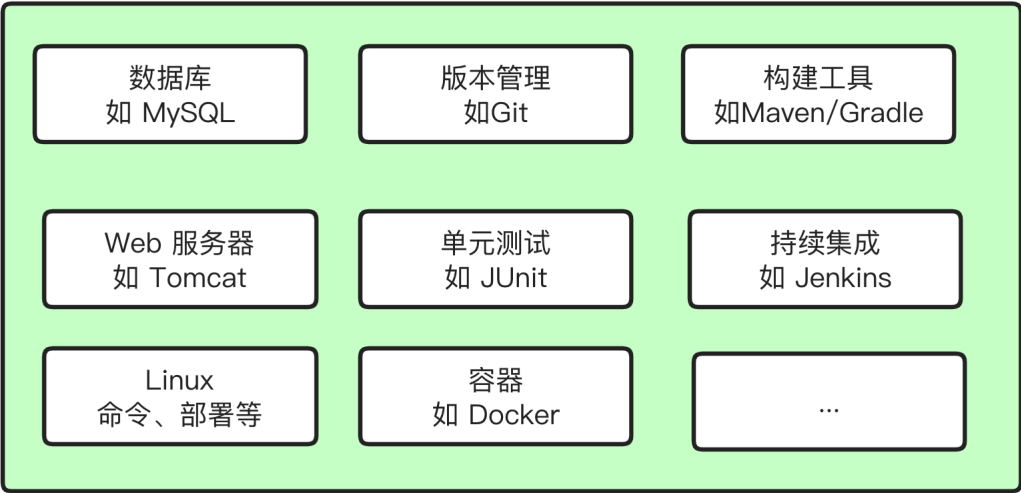 数据库
如 MySQL
版本管理
如Git
构建工具
如Maven/Gradle
Web 服务器
如 Tomcat
单元测试
如 JUnit
持续集成
如 Jenkins
Linux
命令、部署等
容器
如 Docker
...